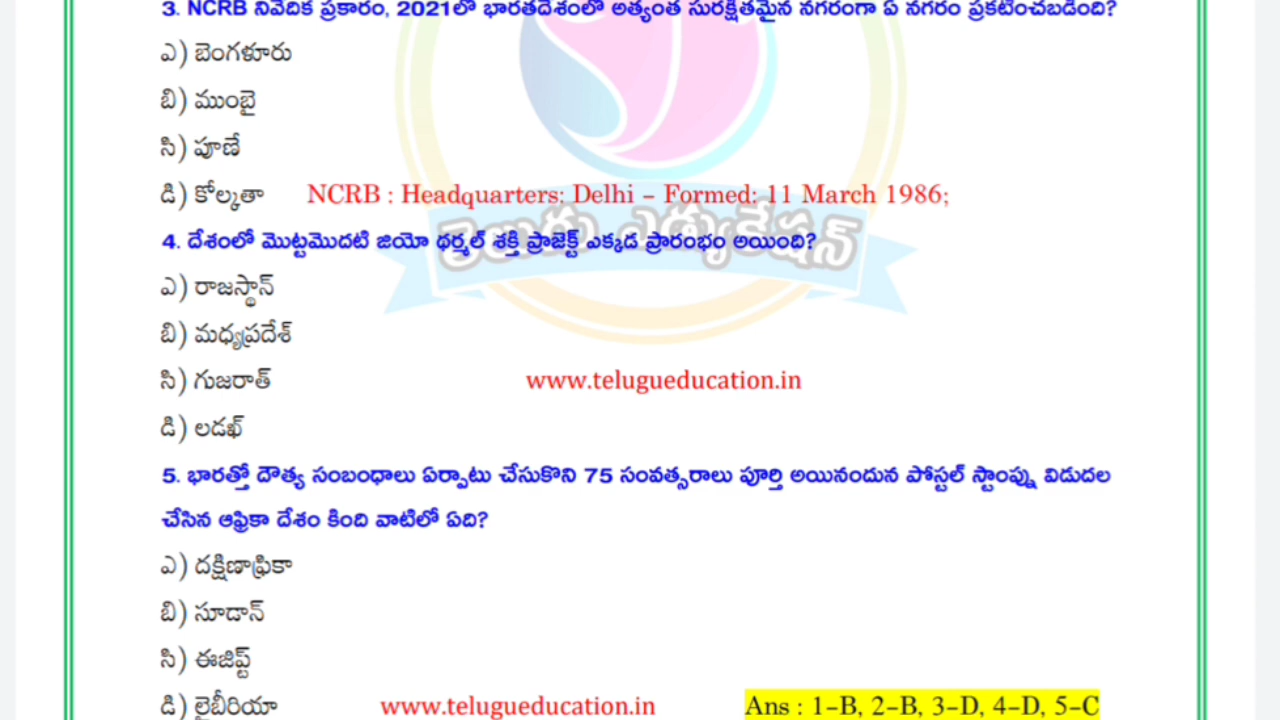 3. NCRB నివేదిక ప్రకారం, 2021లో భారతదేశంలో అత్యంత సురక్షితమైన నగరంగా ఏ నగరం ప్రకటించబడింది?
ఎ) బెంగళూరు
బి) ముంబై
సి) పూణే
డి) కోల్కతా NCRB : Headquarters: Delhi – Formed: 11 March 1986;
తెలుగు ఎడ్యుకేషన్
4. దేశంలో మొట్టమొదటి జియో థర్మల్ శక్తి ప్రాజెక్ట్ ఎక్కడ ప్రారంభం అయింది?
ఎ) రాజస్థాన్
బి) మధ్యప్రదేశ్
సి) గుజరాత్ www.telugueducation.in
డి) లడఖ్
5. భారత్తో దౌత్య సంబంధాలు ఏర్పాటు చేసుకొని 75 సంవత్సరాలు పూర్తి అయినందున పోస్టల్ స్టాంప్ను విడుదల
చేసిన ఆఫ్రికా దేశం కింది వాటిలో ఏది?
ఎ) దక్షిణాఫ్రికా
బి) సూడాన్
సి) ఈజిప్ట్
డి) లైబీరియా www.telugueducation.in Ans : 1–B, 2–B, 3–D, 4–D, 5–C